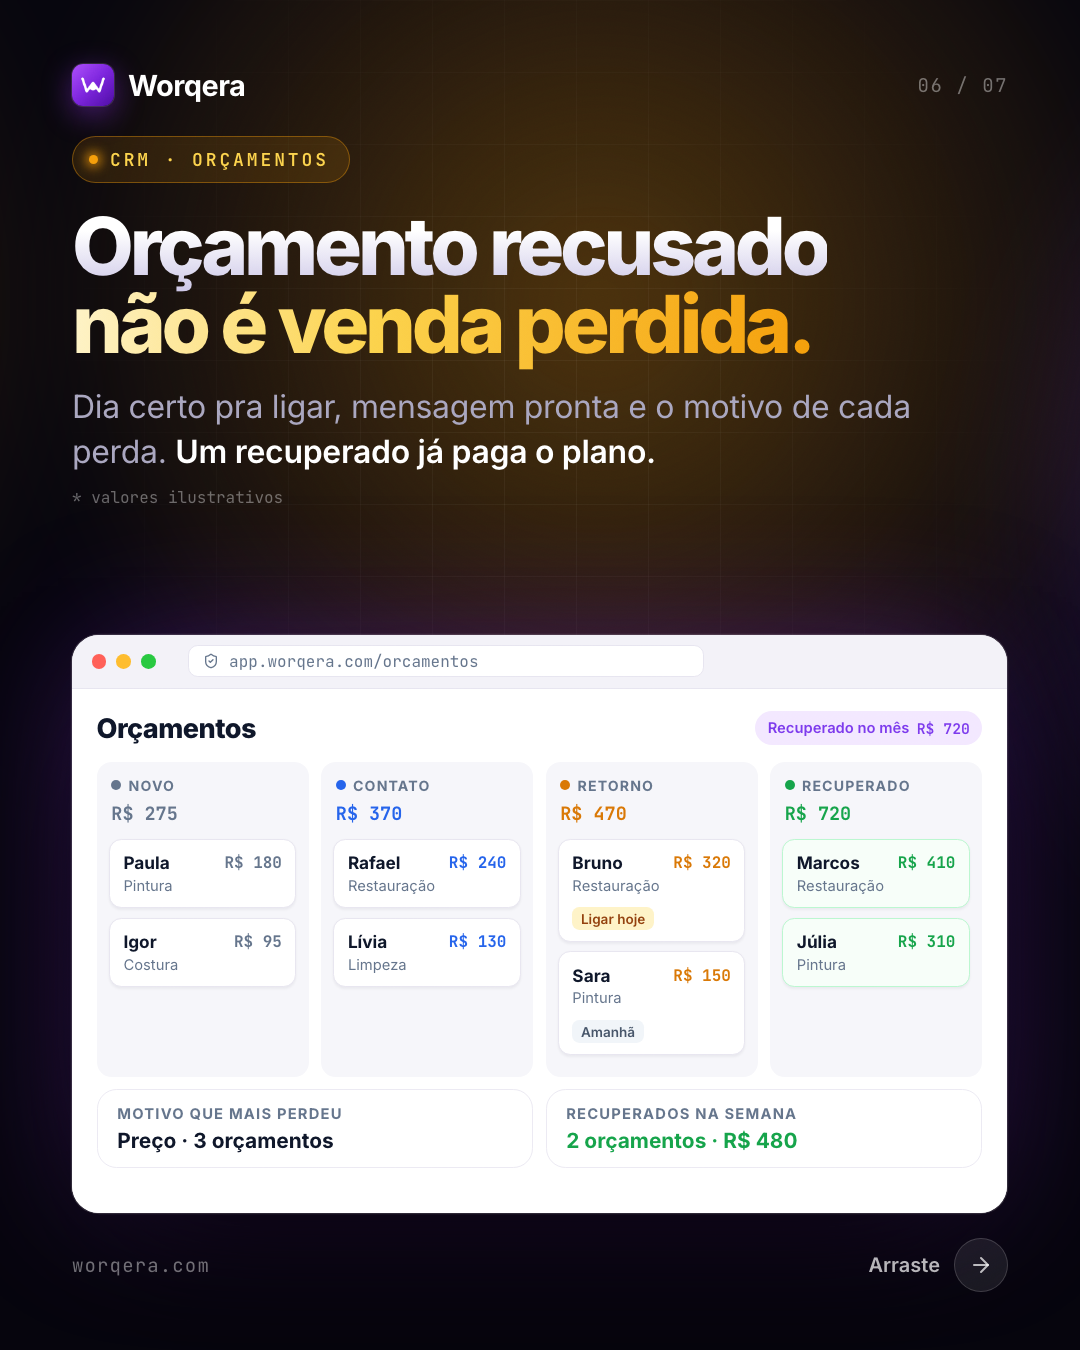 Worqera
06 / 07
CRM · ORÇAMENTOS
Orçamento recusado
não é venda perdida.
Dia certo pra ligar, mensagem pronta e o motivo de cada
perda. Um recuperado já paga o plano.
* valores ilustrativos
app.worqera.com/orcamentos
Orçamentos
Recuperado no mês R$ 720
NOVO
R$ 275
Paula R$ 180
Pintura
Igor R$ 95
Costura
CONTATO
R$ 370
Rafael R$ 240
Restauração
Lívia R$ 130
Limpeza
RETORNO
R$ 470
Bruno R$ 320
Restauração
Ligar hoje
Sara R$ 150
Pintura
Amanhã
RECUPERADO
R$ 720
Marcos R$ 410
Restauração
Júlia R$ 310
Pintura
MOTIVO QUE MAIS PERDEU
Preço · 3 orçamentos
RECUPERADOS NA SEMANA
2 orçamentos · R$ 480
worqera.com
Arraste